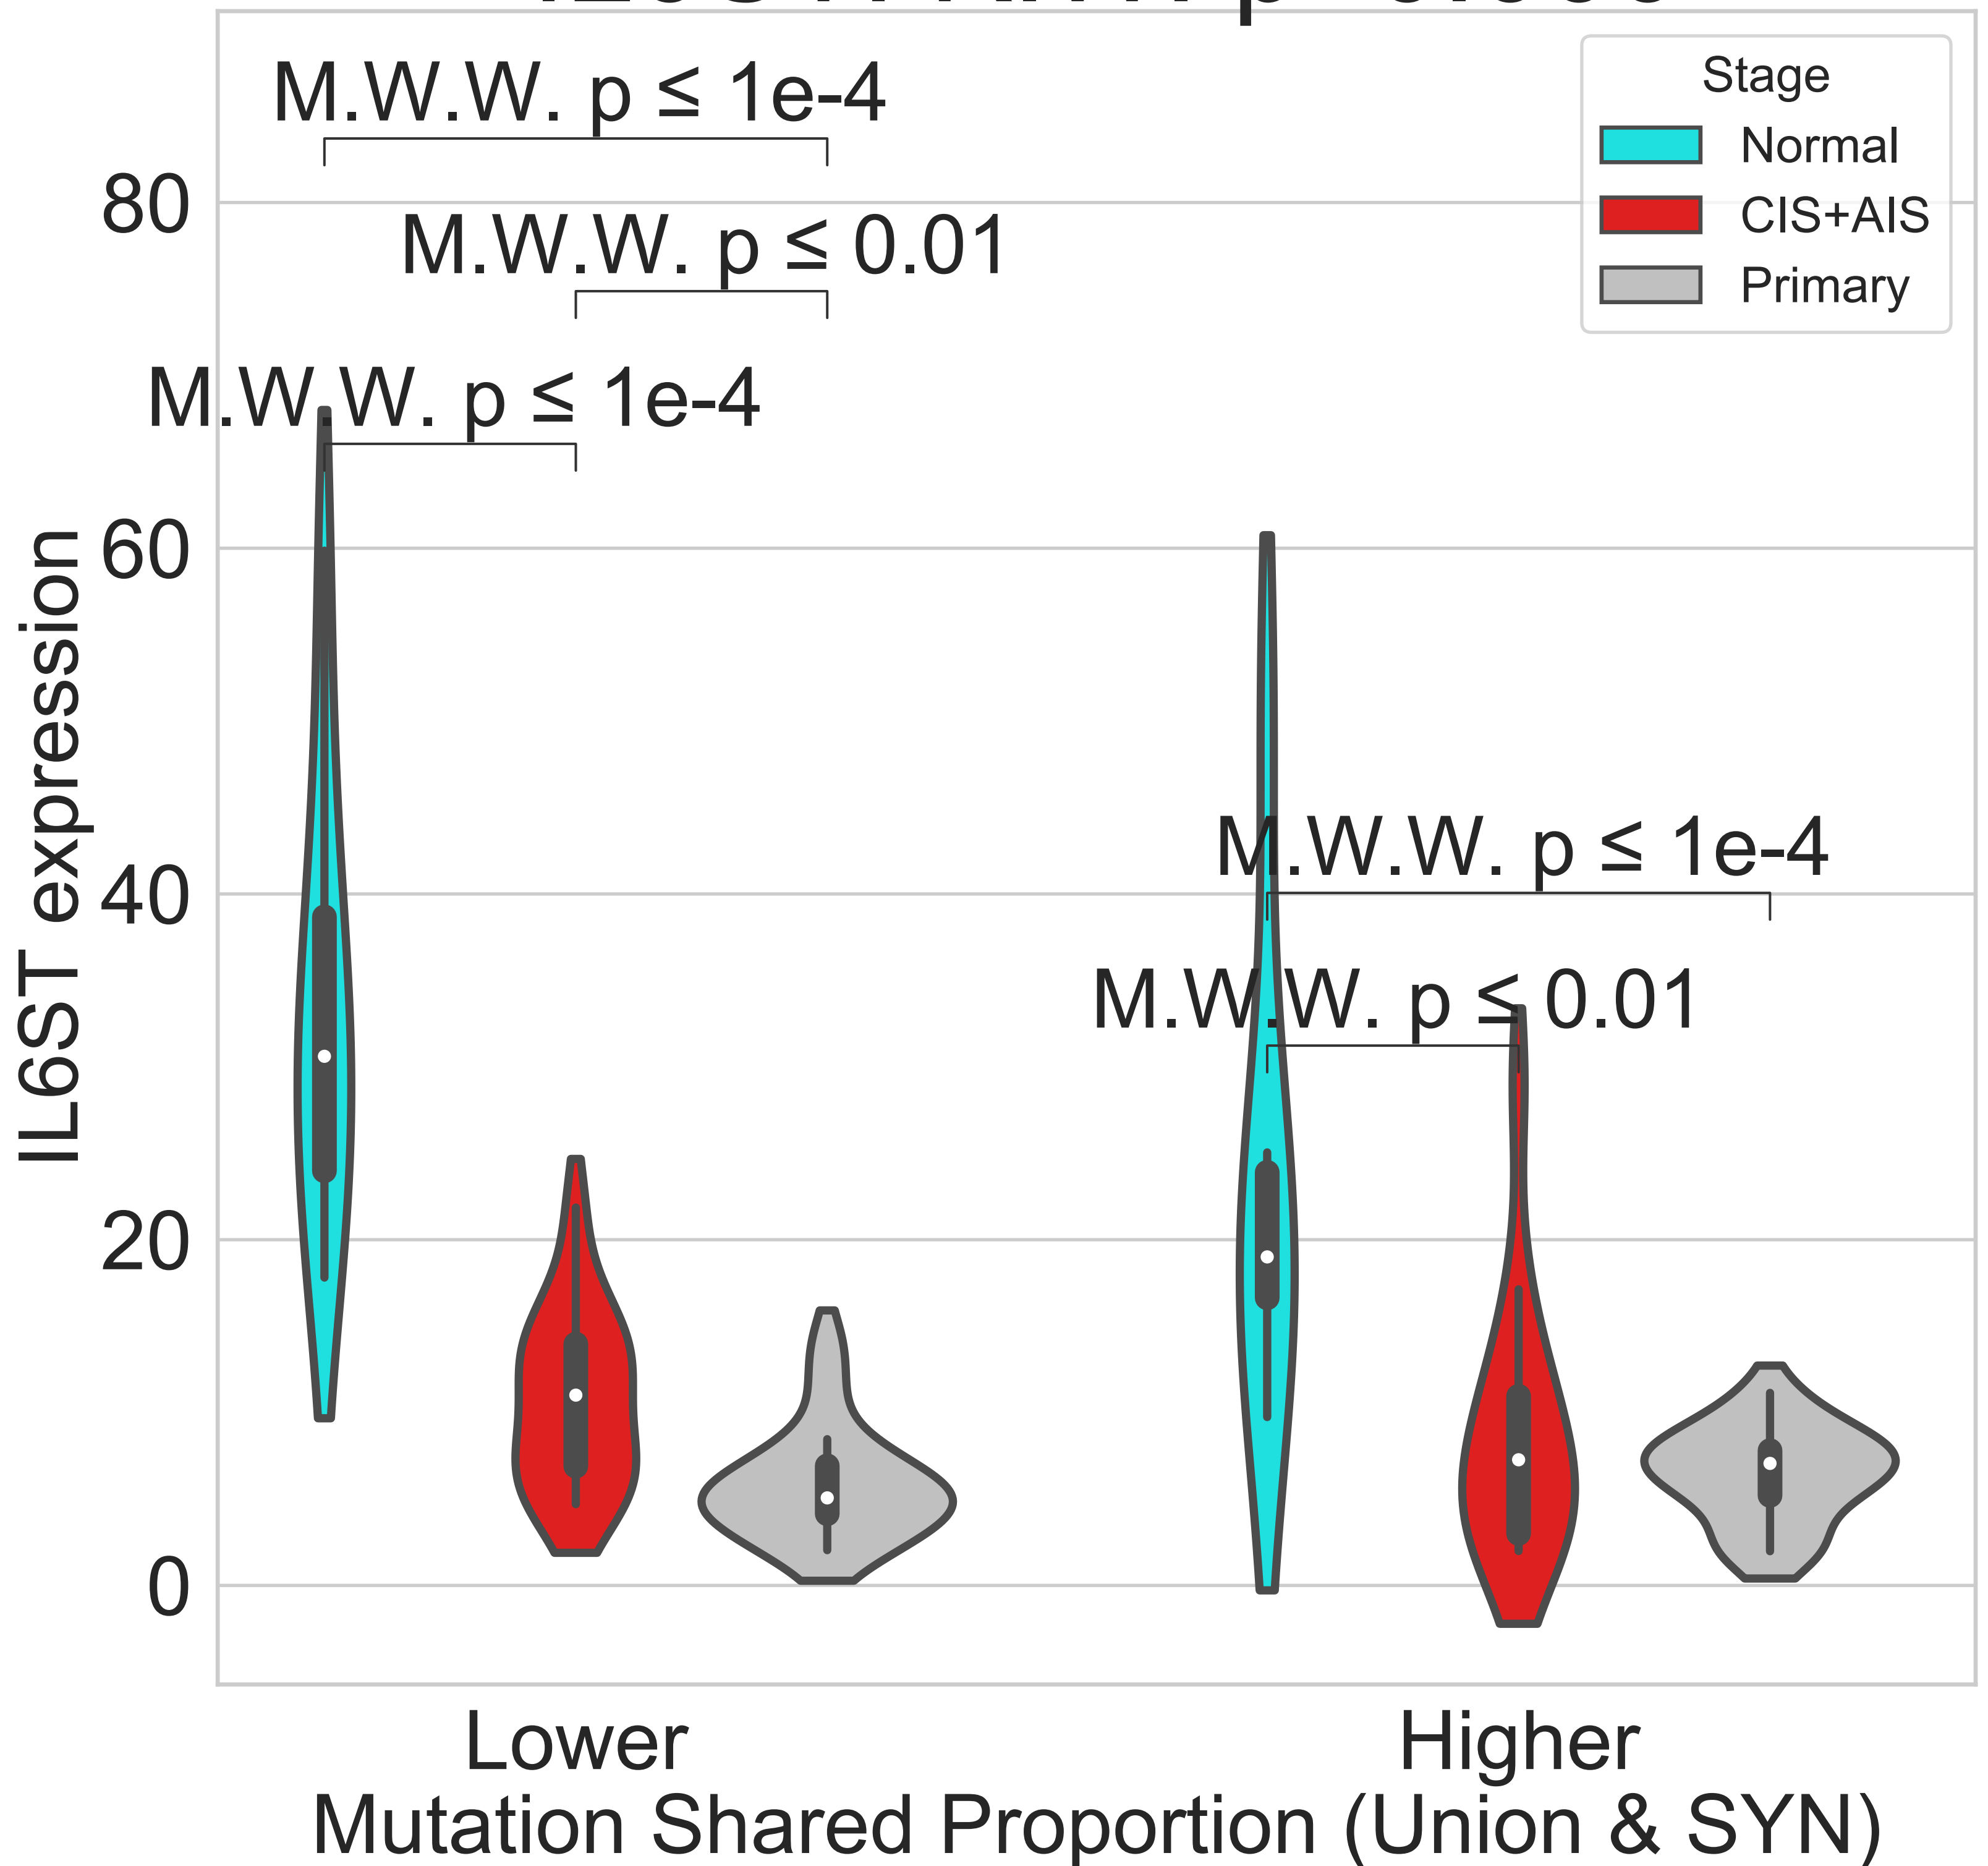 M.W.W. p ≤ 1e-4
M.W.W. p ≤ 0.01
M.W.W. p ≤ 1e-4
M.W.W. p ≤ 1e-4
M.W.W. p ≤ 0.01
Stage
Normal
CIS+AIS
Primary
80
60
40
20
0
IL6ST expression
Lower
Higher
Mutation Shared Proportion (Union & SYN)